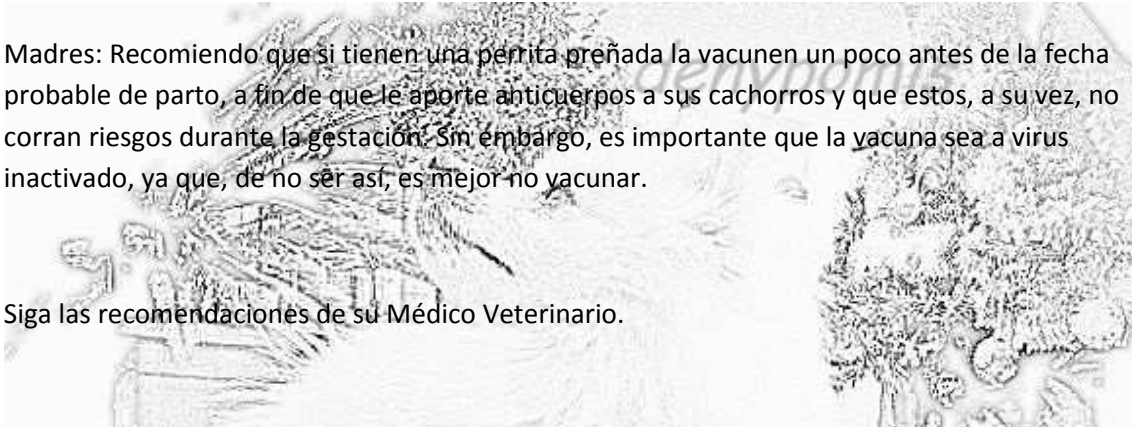 Madres: Recomiendo que si tienen una perrita preñada la vacunen un poco antes de la fecha
probable de parto, a fin de que le aporte anticuerpos a sus cachorros y que estos, a su vez, no
corran riesgos durante la gestación. Sin embargo, es importante que la vacuna sea a virus
inactivado, ya que, de no ser así, es mejor no vacunar.
Siga las recomendaciones de su Médico Veterinario.